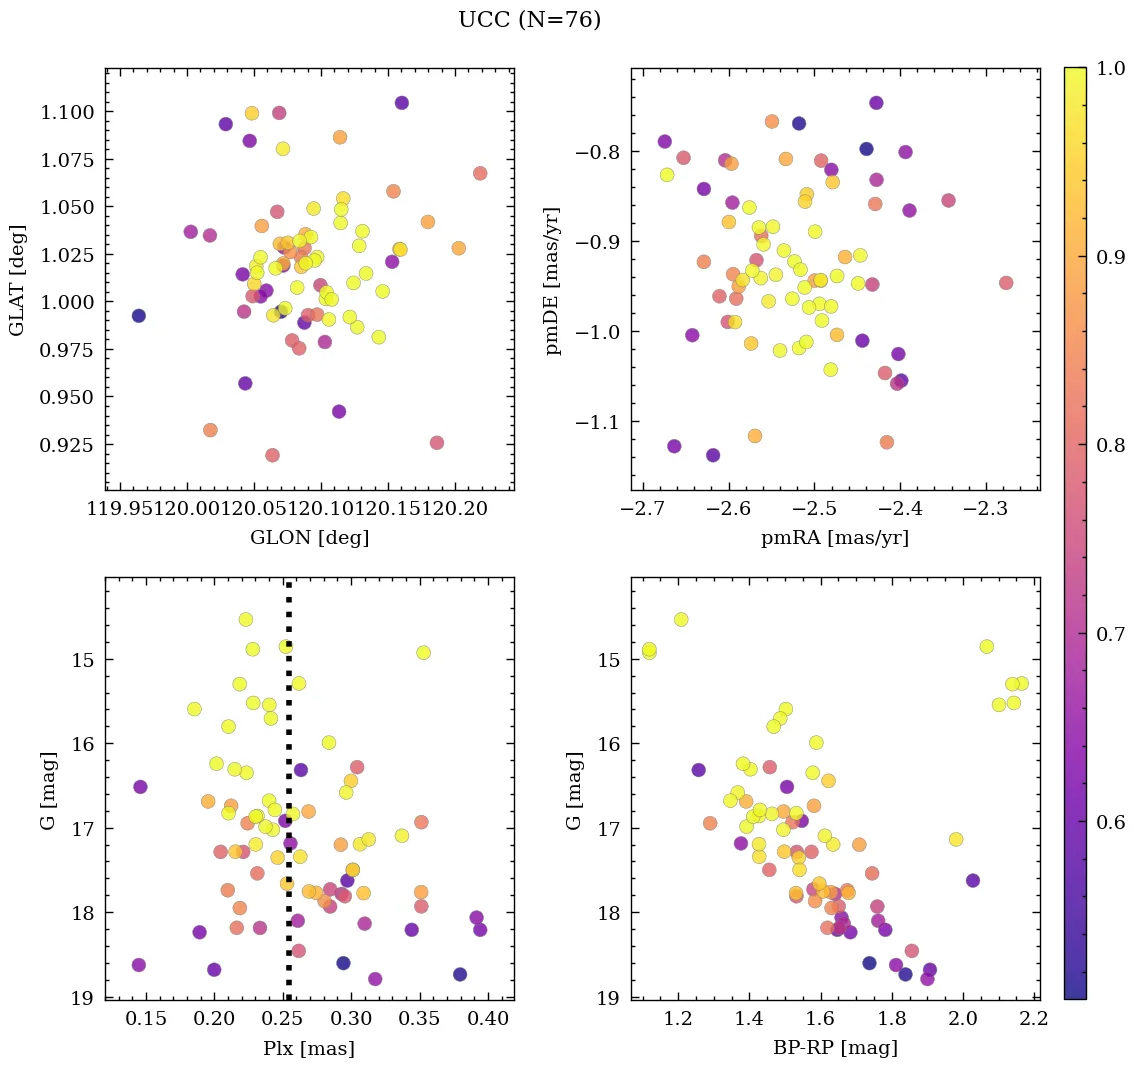 UCC (N=76)
1.100
1.075
1.050
1.025
1.000
0.975
0.950
0.925
GLAT [deg]
119.95 120.00 120.05 120.10 120.15 120.20
GLON [deg]
−0.8
−0.9
−1.0
−1.1
pmDE [mas/yr]
−2.7 −2.6 −2.5 −2.4 −2.3
pmRA [mas/yr]
15
16
17
18
19
G [mag]
0.15 0.20 0.25 0.30 0.35 0.40
Plx [mas]
15
16
17
18
19
G [mag]
1.2 1.4 1.6 1.8 2.0 2.2
BP-RP [mag]
1.0
0.9
0.8
0.7
0.6